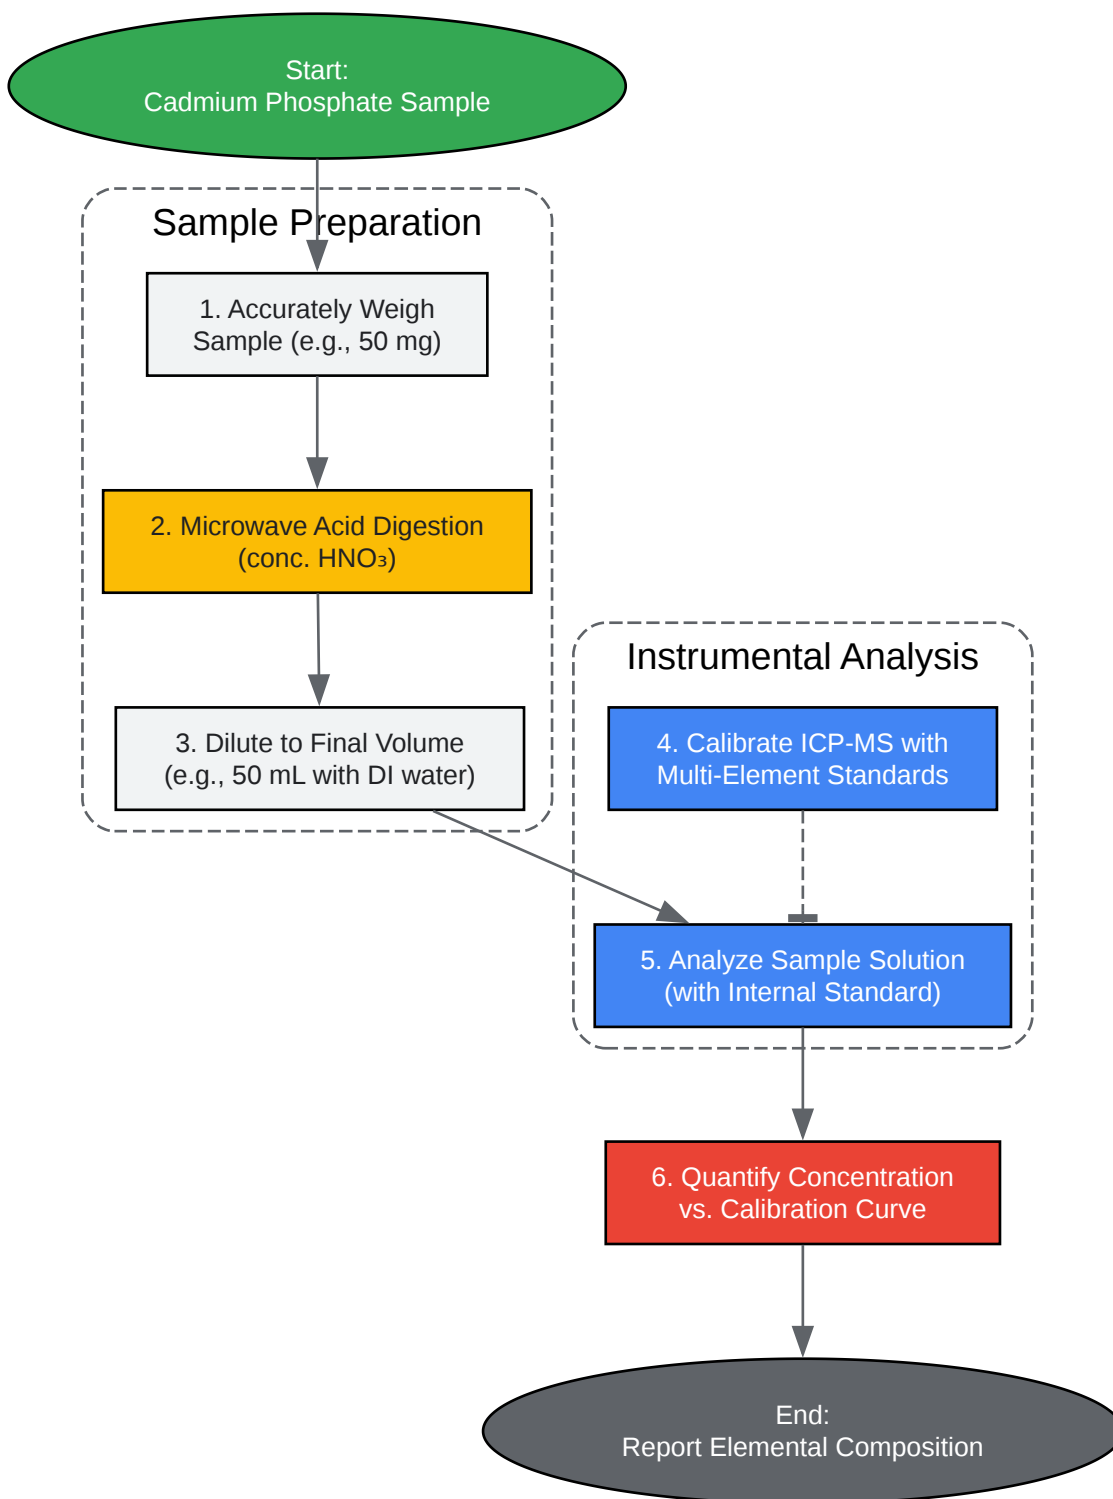 Start:
Cadmium Phosphate Sample
Sample Preparation
1. Accurately Weigh
Sample (e.g., 50 mg)
2. Microwave Acid Digestion
(conc. HNO₃)
3. Dilute to Final Volume
(e.g., 50 mL with DI water)
Instrumental Analysis
4. Calibrate ICP-MS with
Multi-Element Standards
5. Analyze Sample Solution
(with Internal Standard)
6. Quantify Concentration
vs. Calibration Curve
End:
Report Elemental Composition